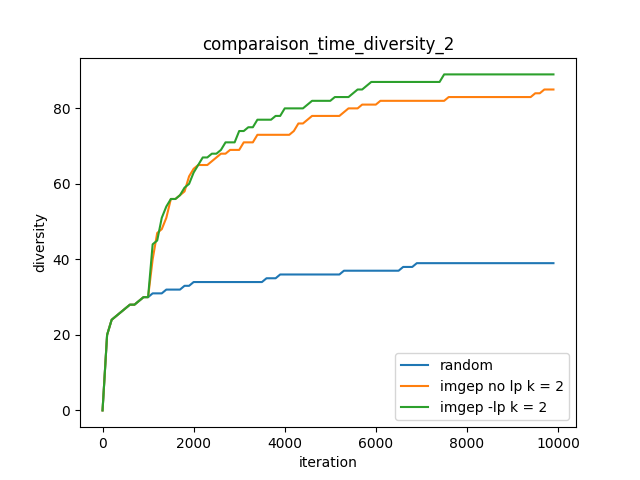 comparaison_time_diversity_2
diversity
80
60
40
20
0
0 2000 4000 6000 8000 10000
iteration
random
imgep no lp k = 2
imgep -lp k = 2